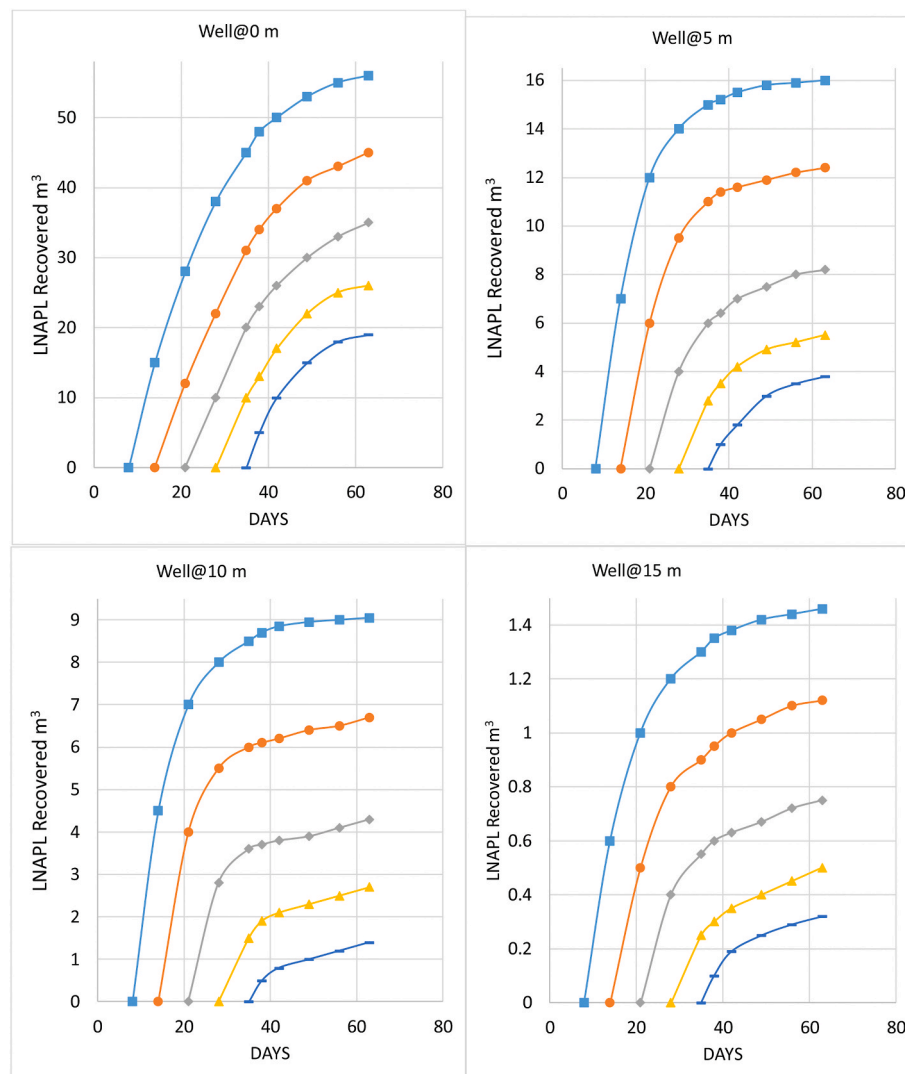 Well@0 m
LNAPL Recovered m³
50
40
30
20
10
0
0 20 40 60 80
DAYS
Well@5 m
LNAPL Recovered m³
16
14
12
10
8
6
4
2
0
0 20 40 60 80
DAYS
Well@10 m
LNAPL Recovered m³
9
8
7
6
5
4
3
2
1
0
0 20 40 60 80
DAYS
Well@15 m
LNAPL Recovered m³
1.4
1.2
1
0.8
0.6
0.4
0.2
0
0 20 40 60 80
DAYS